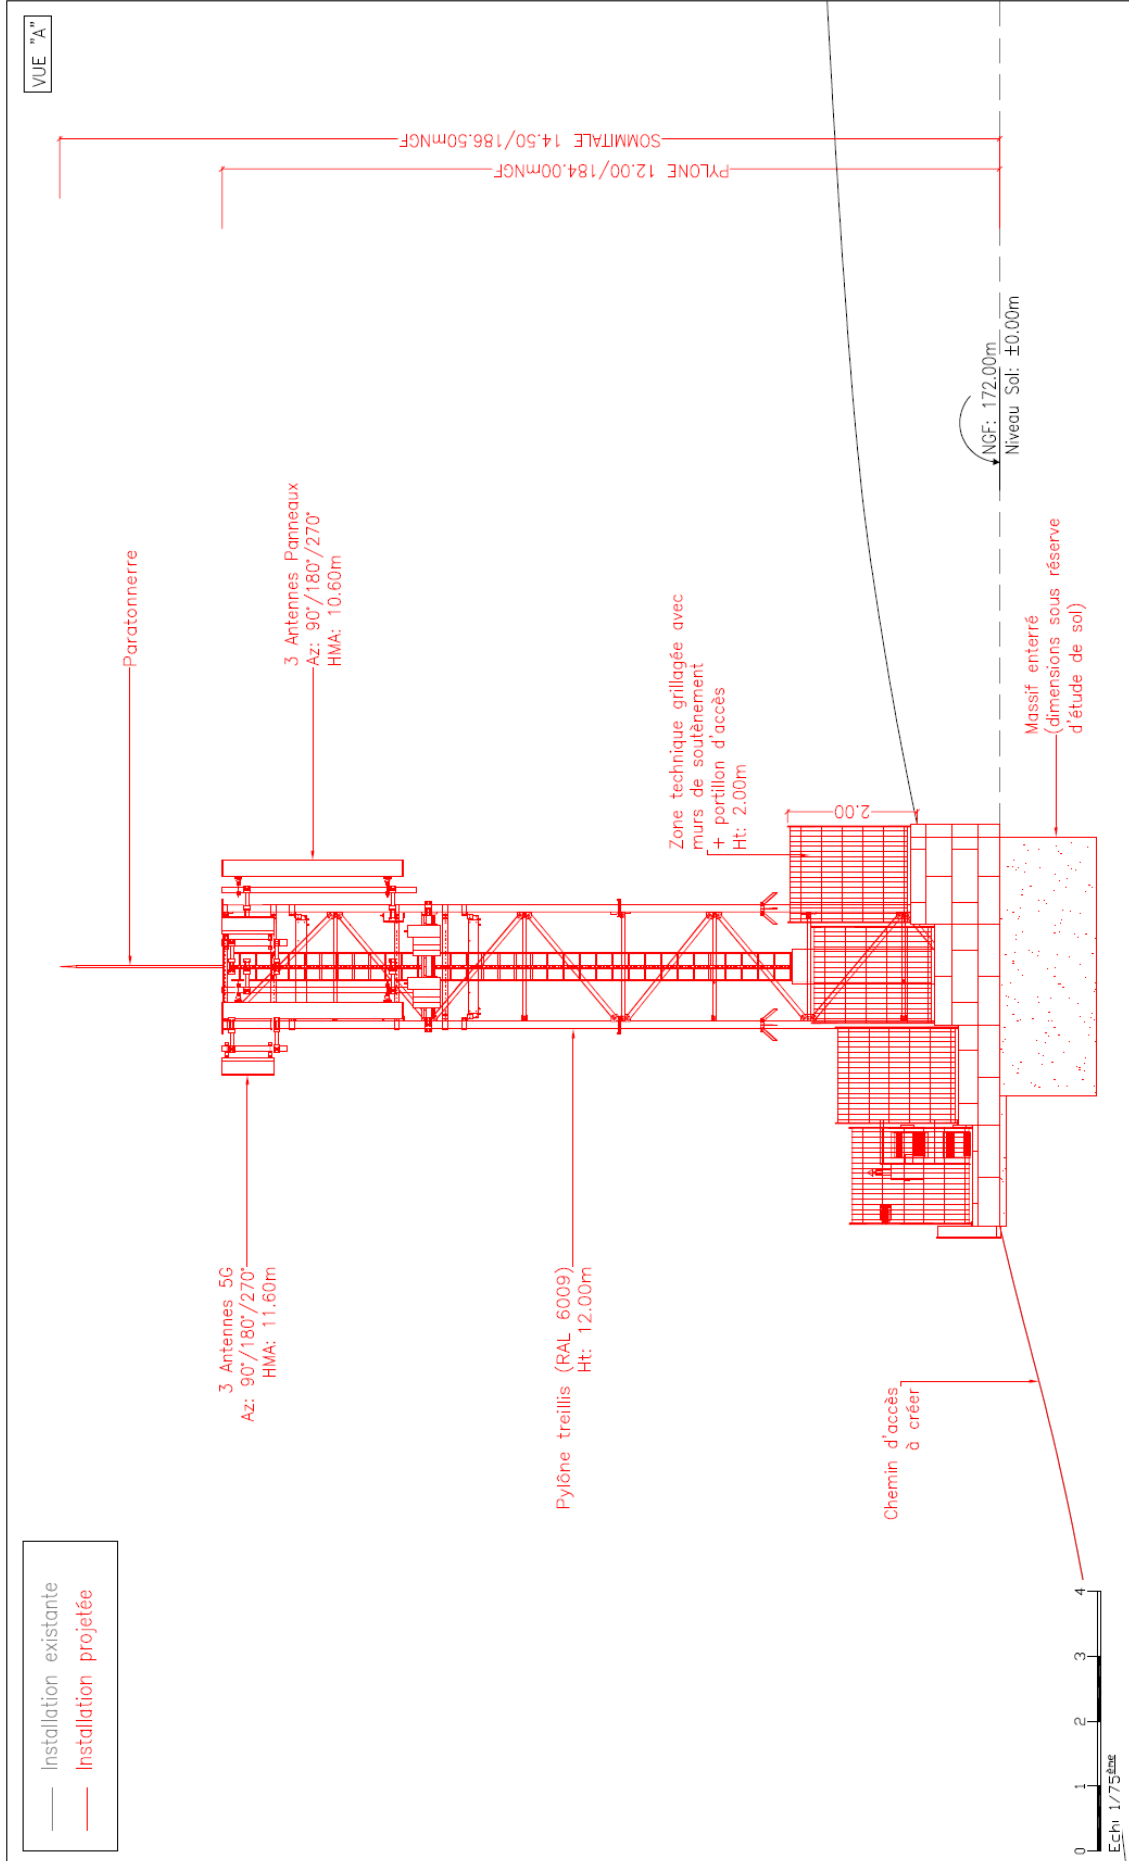 VUE "A"
Installation existante
Installation projetée
SOMMITALE 14.50/186.50mNGF
PYLONE 12.00/184.00mNGF
Paratonnerre
3 Antennes Panneaux
Az: 90°/180°/270°
HMA: 10.60m
3 Antennes 5G
Az: 90°/180°/270°
HMA: 11.60m
Pylône treillis (RAL 6009)
Ht: 12.00m
Zone technique grillagée avec
murs de soutènement
+ portillon d'accès
Ht: 2.00m
2.00
NGF: 172.00m
Niveau Sol: ±0.00m
Chemin d'accès
à créer
Massif enterré
(dimensions sous réserve
d'étude de sol)
0 1 2 3 4
Ech: 1/75ème